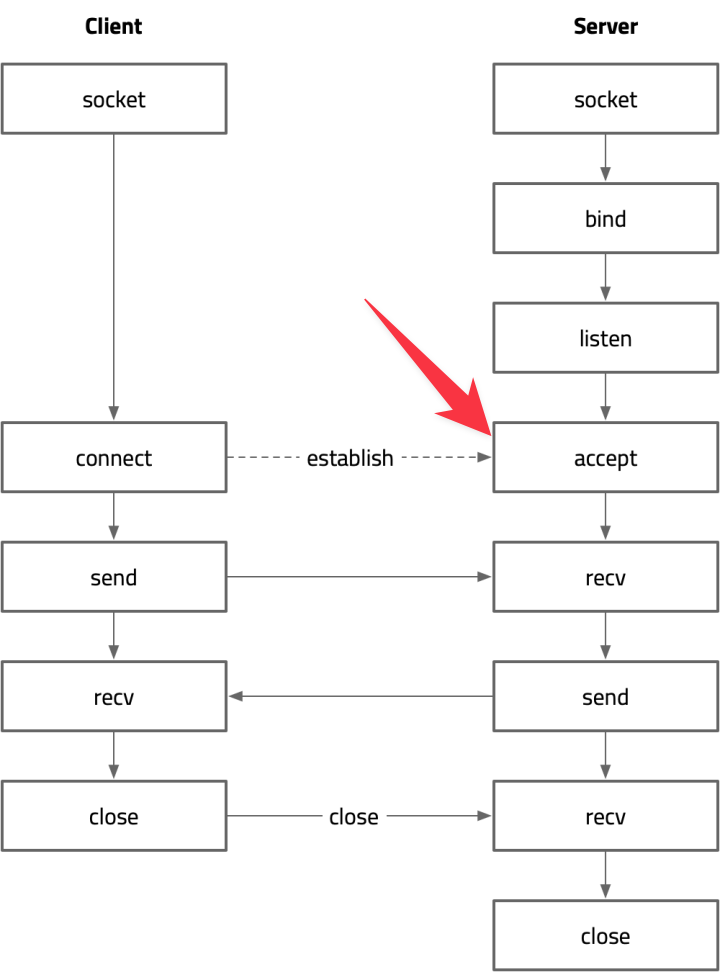 Client
Server
socket
socket
bind
listen
connect
establish
accept
send
recv
recv
send
close
close
recv
close